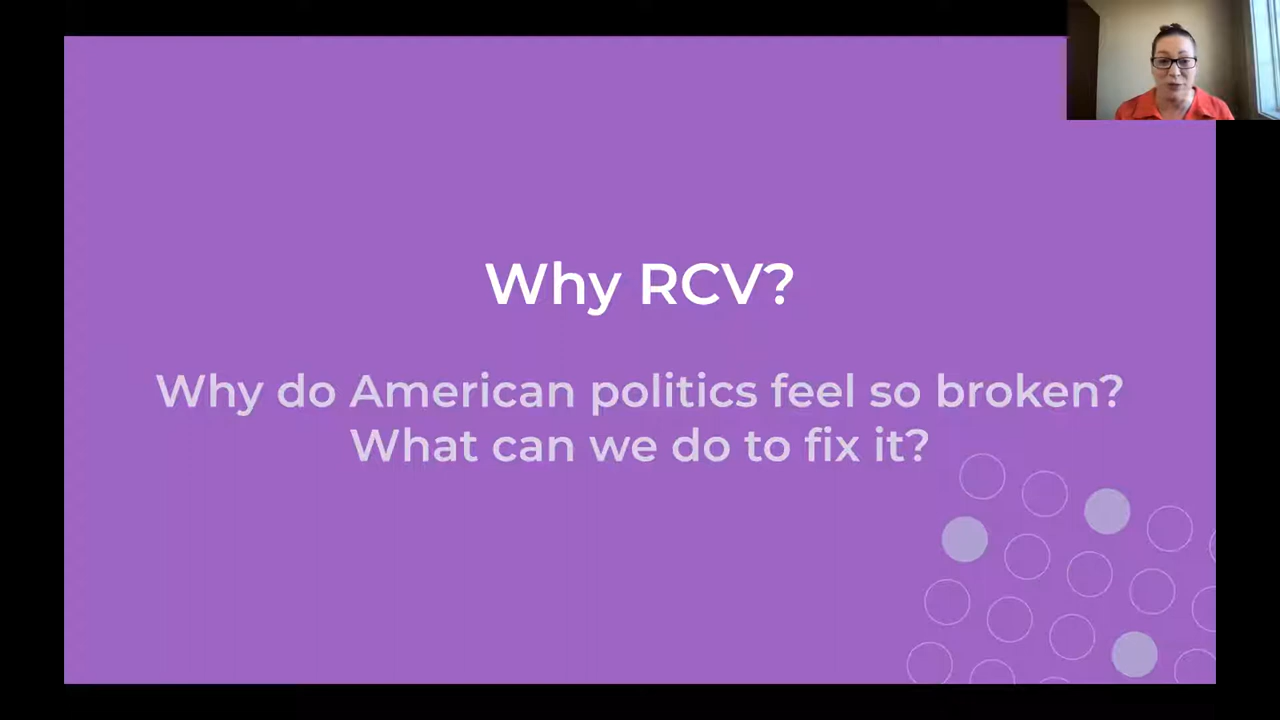 Why RCV?
Why do American politics feel so broken?
What can we do to fix it?